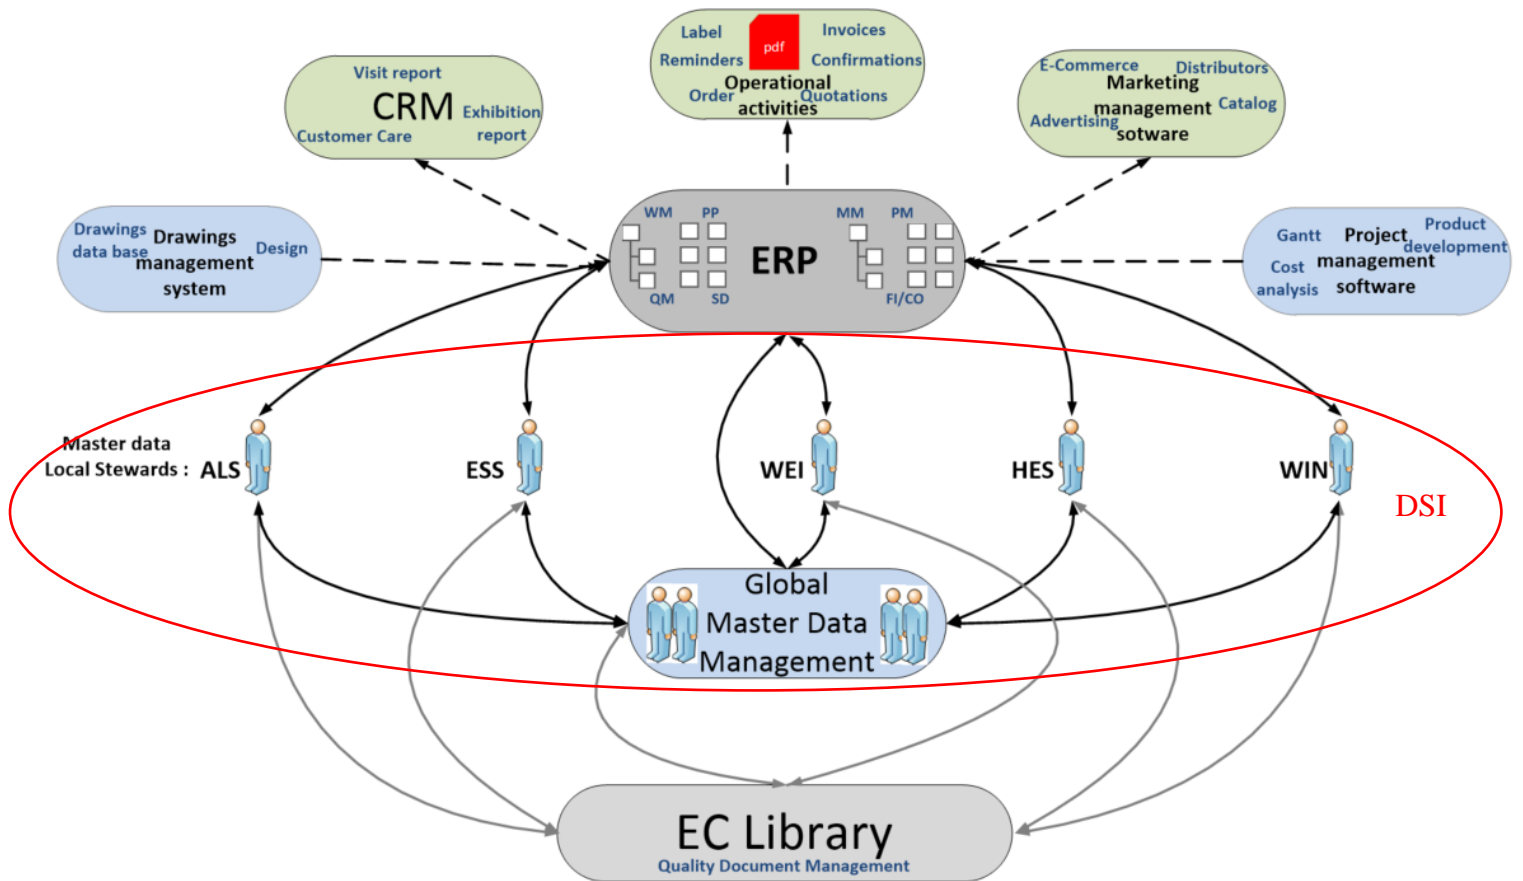 Label
pdf
Invoices
Reminders
Confirmations
Operational
activities
Order
Quotations
Visit report
CRM
Exhibition
report
Customer Care
E-Commerce
Distributors
Marketing
management
sotware
Catalog
Advertising
Drawings
data base
Drawings
management
system
Design
WM
PP
MM
PM
ERP
QM
SD
FI/CO
Gantt
Project
management
software
Product
development
Cost
analysis
Master data
Local Stewards :
ALS
ESS
WEI
HES
WIN
DSI
Global
Master Data
Management
EC Library
Quality Document Management